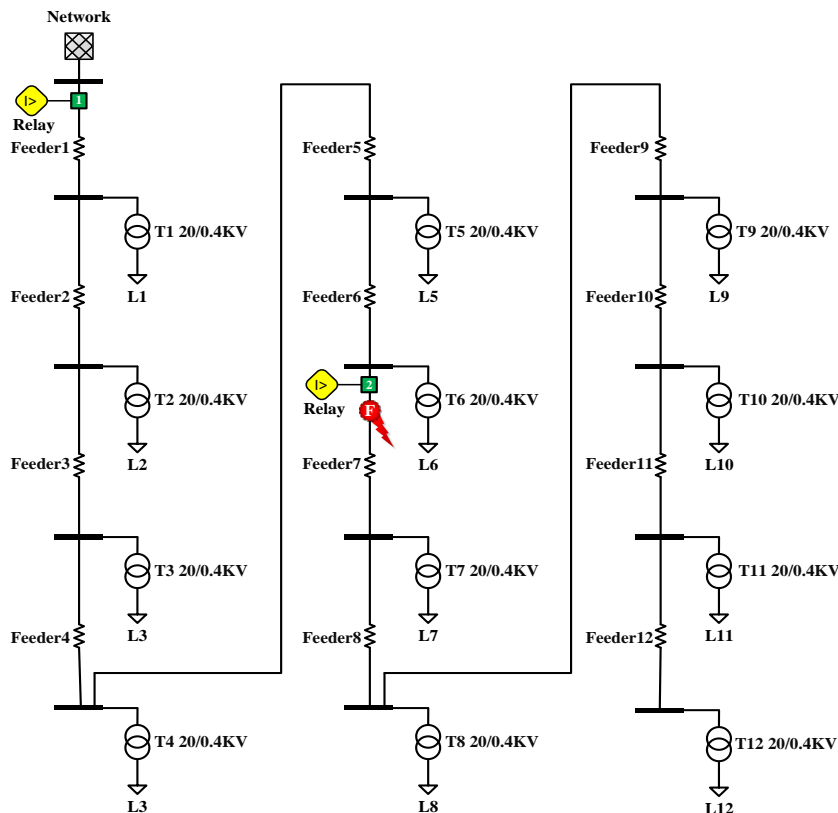 Network
I>
1
Relay
Feeder1
T1 20/0.4KV
L1
Feeder2
T2 20/0.4KV
L2
Feeder3
T3 20/0.4KV
L3
Feeder4
T4 20/0.4KV
L3
Feeder5
T5 20/0.4KV
L5
Feeder6
I>
2
Relay
F
T6 20/0.4KV
L6
Feeder7
T7 20/0.4KV
L7
Feeder8
T8 20/0.4KV
L8
Feeder9
T9 20/0.4KV
L9
Feeder10
T10 20/0.4KV
L10
Feeder11
T11 20/0.4KV
L11
Feeder12
T12 20/0.4KV
L12